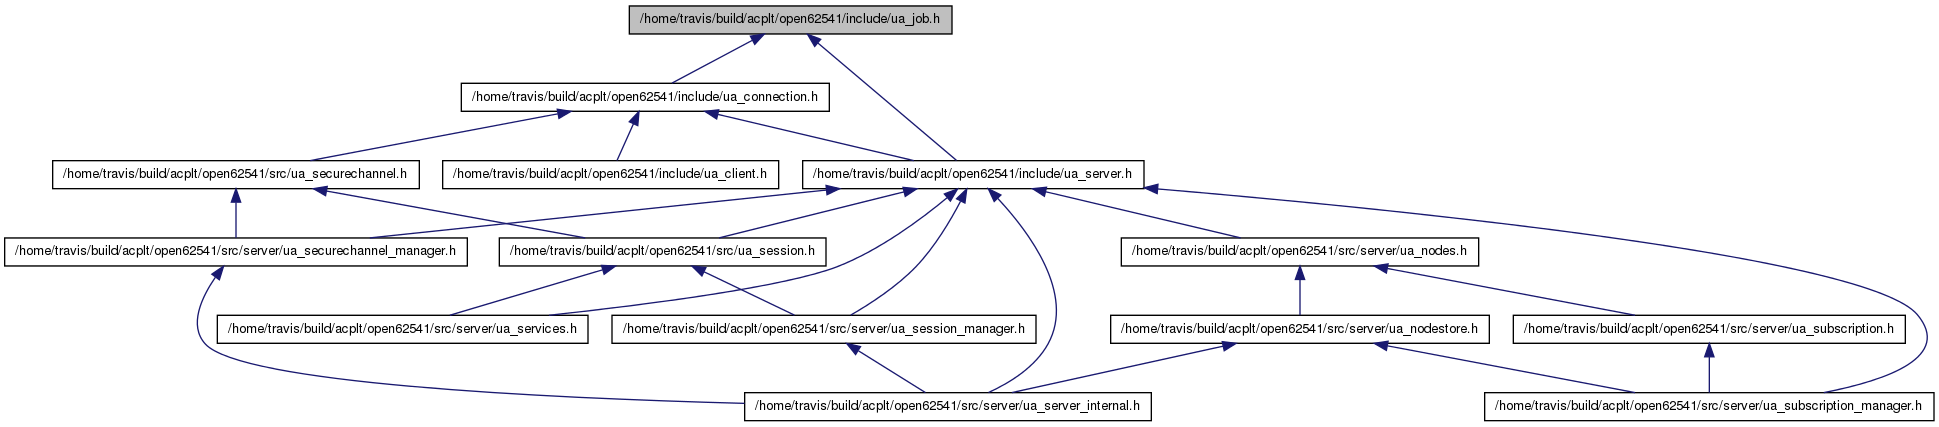 /home/travis/build/acplt/open62541/include/ua_job.h
/home/travis/build/acplt/open62541/include/ua_connection.h
/home/travis/build/acplt/open62541/src/ua_securechannel.h
/home/travis/build/acplt/open62541/include/ua_client.h
/home/travis/build/acplt/open62541/include/ua_server.h
/home/travis/build/acplt/open62541/src/server/ua_securechannel_manager.h
/home/travis/build/acplt/open62541/src/ua_session.h
/home/travis/build/acplt/open62541/src/server/ua_nodes.h
/home/travis/build/acplt/open62541/src/server/ua_services.h
/home/travis/build/acplt/open62541/src/server/ua_session_manager.h
/home/travis/build/acplt/open62541/src/server/ua_nodestore.h
/home/travis/build/acplt/open62541/src/server/ua_subscription.h
/home/travis/build/acplt/open62541/src/server/ua_server_internal.h
/home/travis/build/acplt/open62541/src/server/ua_subscription_manager.h